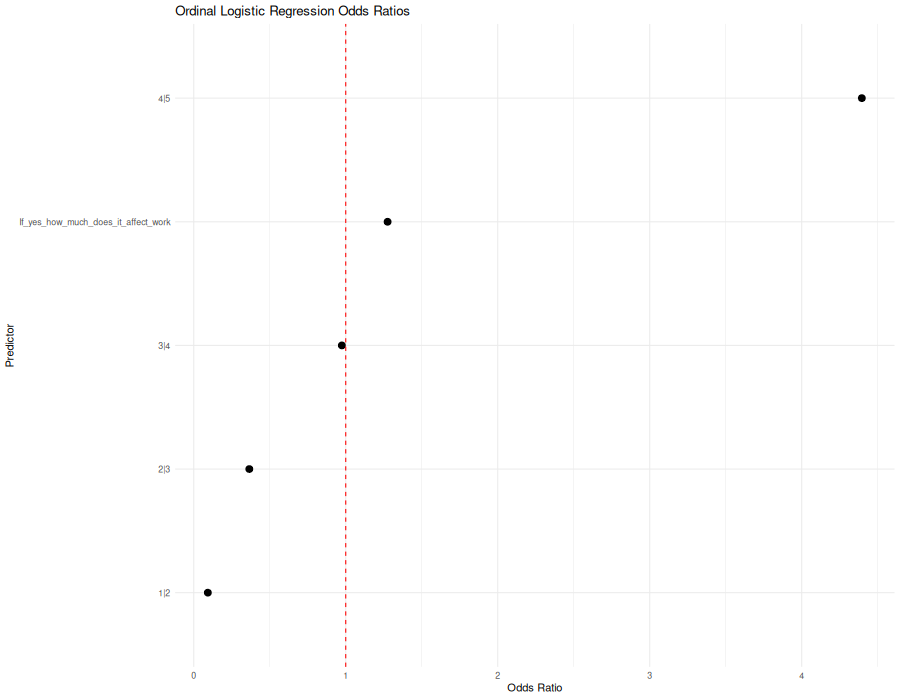 Ordinal Logistic Regression Odds Ratios
4|5
If_yes_how_much_does_it_affect_work
3|4
2|3
1|2
Predictor
0 1 2 3 4
Odds Ratio